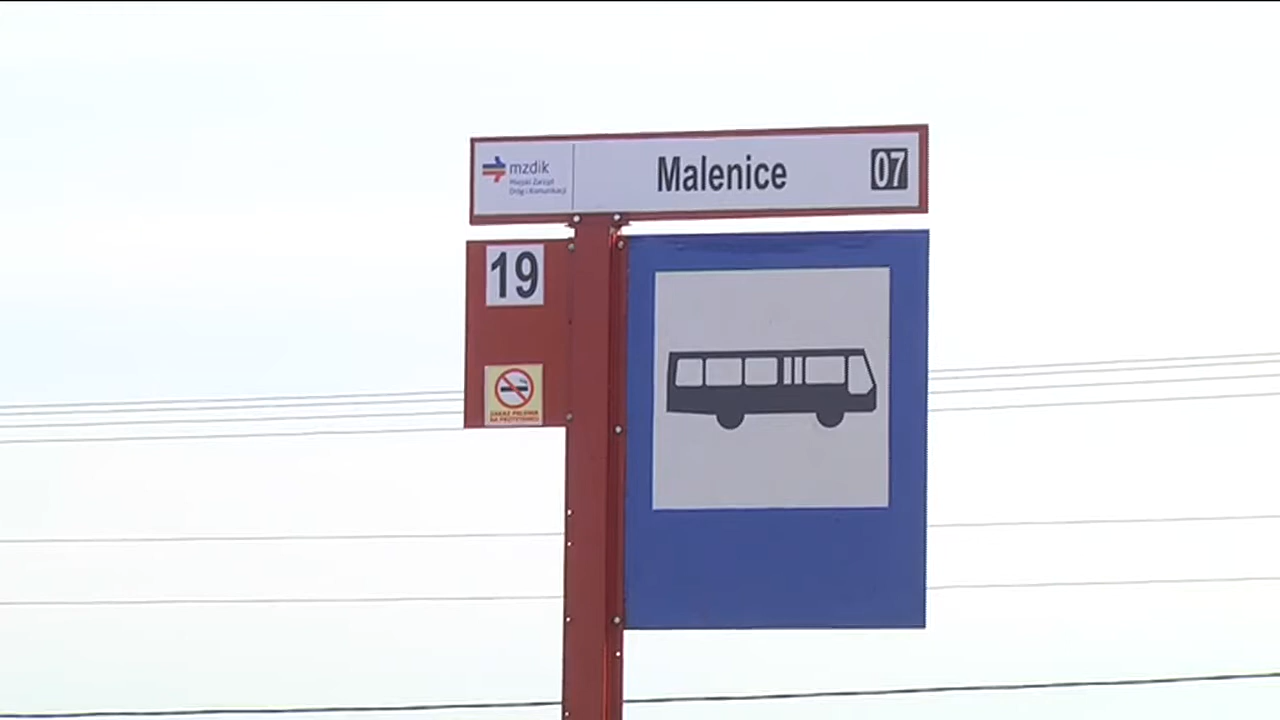 mzdik
Miejski Zarząd
Dróg i Komunikacji
Malenice
07
19
ZAKAZ PALENIA
NA PRZYSTANKU